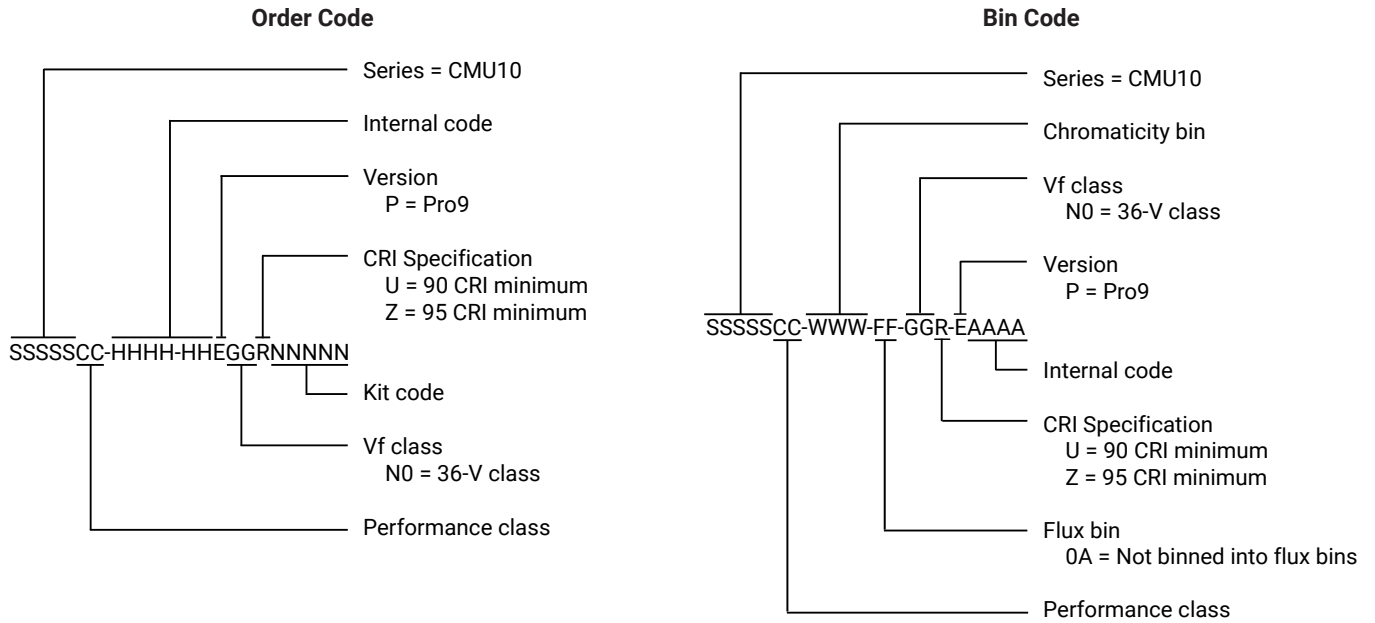 Order Code
Series = CMU10
Internal code
Version
P = Pro9
CRI Specification
U = 90 CRI minimum
Z = 95 CRI minimum
SSSSSCC-HHHH-HHEGGRNNNNN
Kit code
Vf class
N0 = 36-V class
Performance class
Bin Code
Series = CMU10
Chromaticity bin
Vf class
N0 = 36-V class
Version
P = Pro9
SSSSSCC-WWW-FF-GGR-EAAAA
Internal code
CRI Specification
U = 90 CRI minimum
Z = 95 CRI minimum
Flux bin
0A = Not binned into flux bins
Performance class